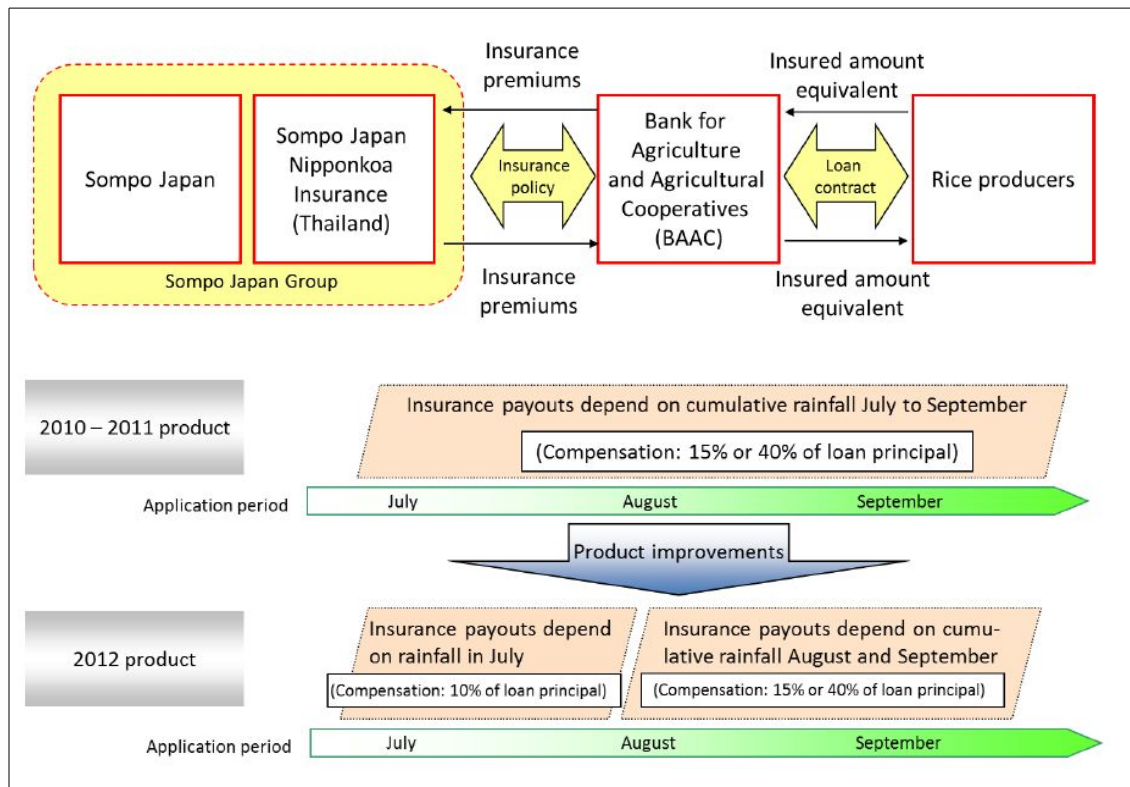 Insurance
premiums
Insured amount
equivalent
Sompo Japan
Sompo Japan
Nipponkoa
Insurance
(Thailand)
Insurance
policy
Bank for
Agriculture
and Agricultural
Cooperatives
(BAAC)
Loan
contract
Rice producers
Sompo Japan Group
Insurance
premiums
Insured amount
equivalent
2010 – 2011 product
Insurance payouts depend on cumulative rainfall July to September
(Compensation: 15% or 40% of loan principal)
Application period
July
August
September
Product improvements
2012 product
Insurance payouts depend
on rainfall in July
(Compensation: 10% of loan principal)
Insurance payouts depend on cumu-
lative rainfall August and September
(Compensation: 15% or 40% of loan principal)
Application period
July
August
September